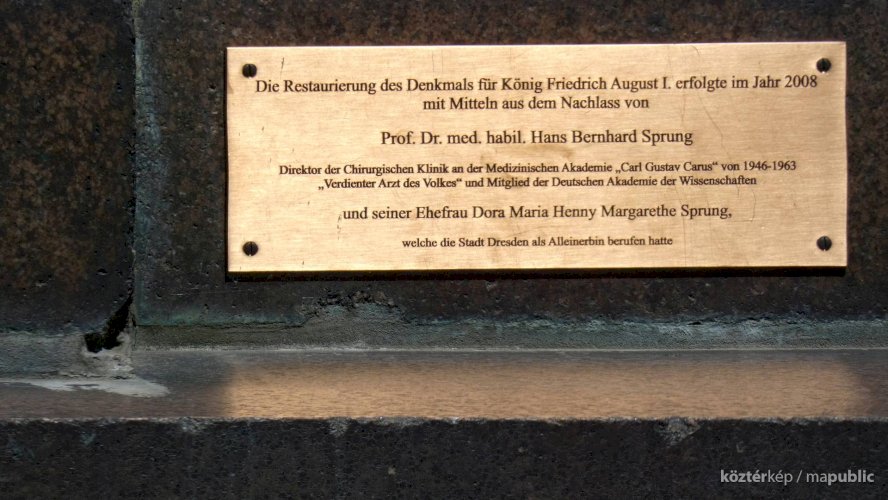 Die Restaurierung des Denkmals für König Friedrich August I. erfolgte im Jahr 2008
mit Mitteln aus dem Nachlass von
Prof. Dr. med. habil. Hans Bernhard Sprung
Direktor der Chirurgischen Klinik an der Medizinischen Akademie „Carl Gustav Carus“ von 1946-1963
„Verdienter Arzt des Volkes“ und Mitglied der Deutschen Akademie der Wissenschaften
und seiner Ehefrau Dora Maria Henny Margarethe Sprung,
welche die Stadt Dresden als Alleinerbin berufen hatte
köztérkép / mapublic